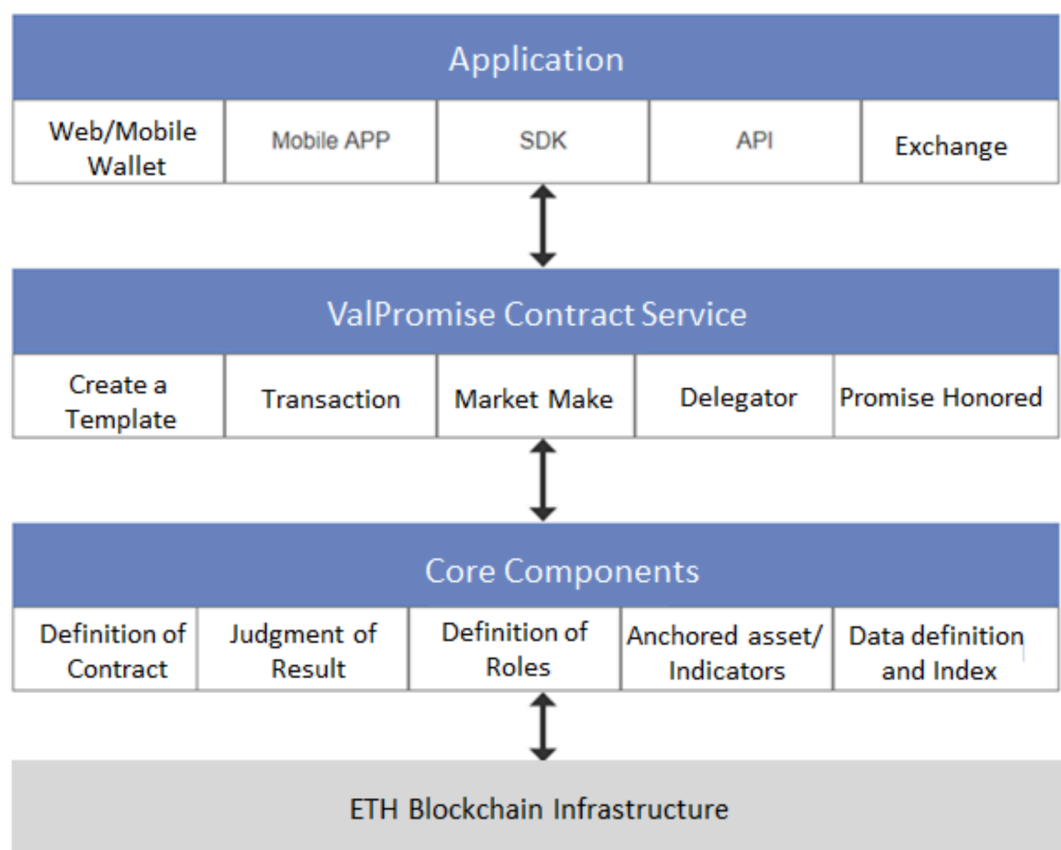 Application
Web/Mobile
Wallet
Mobile APP
SDK
API
Exchange
ValPromise Contract Service
Create a
Template
Transaction
Market Make
Delegator
Promise Honored
Core Components
Definition of
Contract
Judgment of
Result
Definition of
Roles
Anchored asset/
Indicators
Data definition
and Index
ETH Blockchain Infrastructure